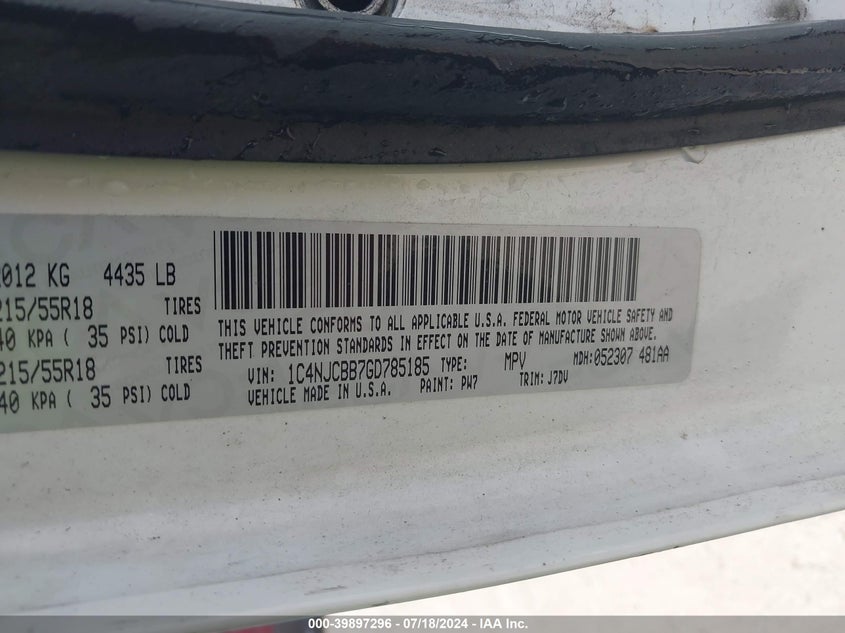 2012 KG 4435 LB
215/55R18 TIRES
40 KPA ( 35 PSI) COLD
215/55R18 TIRES
40 KPA ( 35 PSI) COLD
THIS VEHICLE CONFORMS TO ALL APPLICABLE U.S.A. FEDERAL MOTOR VEHICLE SAFETY AND
THEFT PREVENTION STANDARDS IN EFFECT ON THE DATE OF MANUFACTURE SHOWN ABOVE.
VIN: 1C4NJCBB7GD785185 TYPE: MPV MDH: 052307 481AA
VEHICLE MADE IN U.S.A. PAINT: PW7 TRIM: J7DV
000-39897296 - 07/18/2024 - IAA Inc.